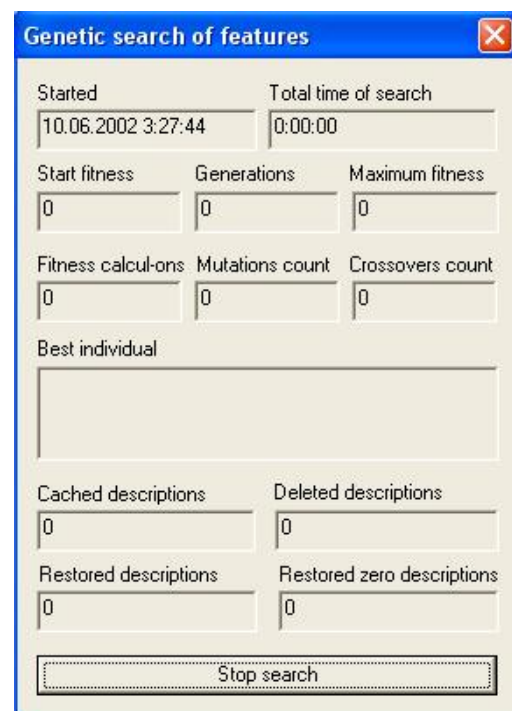 Genetic search of features
Started Total time of search
10.06.2002 3:27:44 0:00:00
Start fitness Generations Maximum fitness
0 0 0
Fitness calcul-ons Mutations count Crossovers count
0 0 0
Best individual
Cached descriptions Deleted descriptions
0 0
Restored descriptions Restored zero descriptions
0 0
Stop search